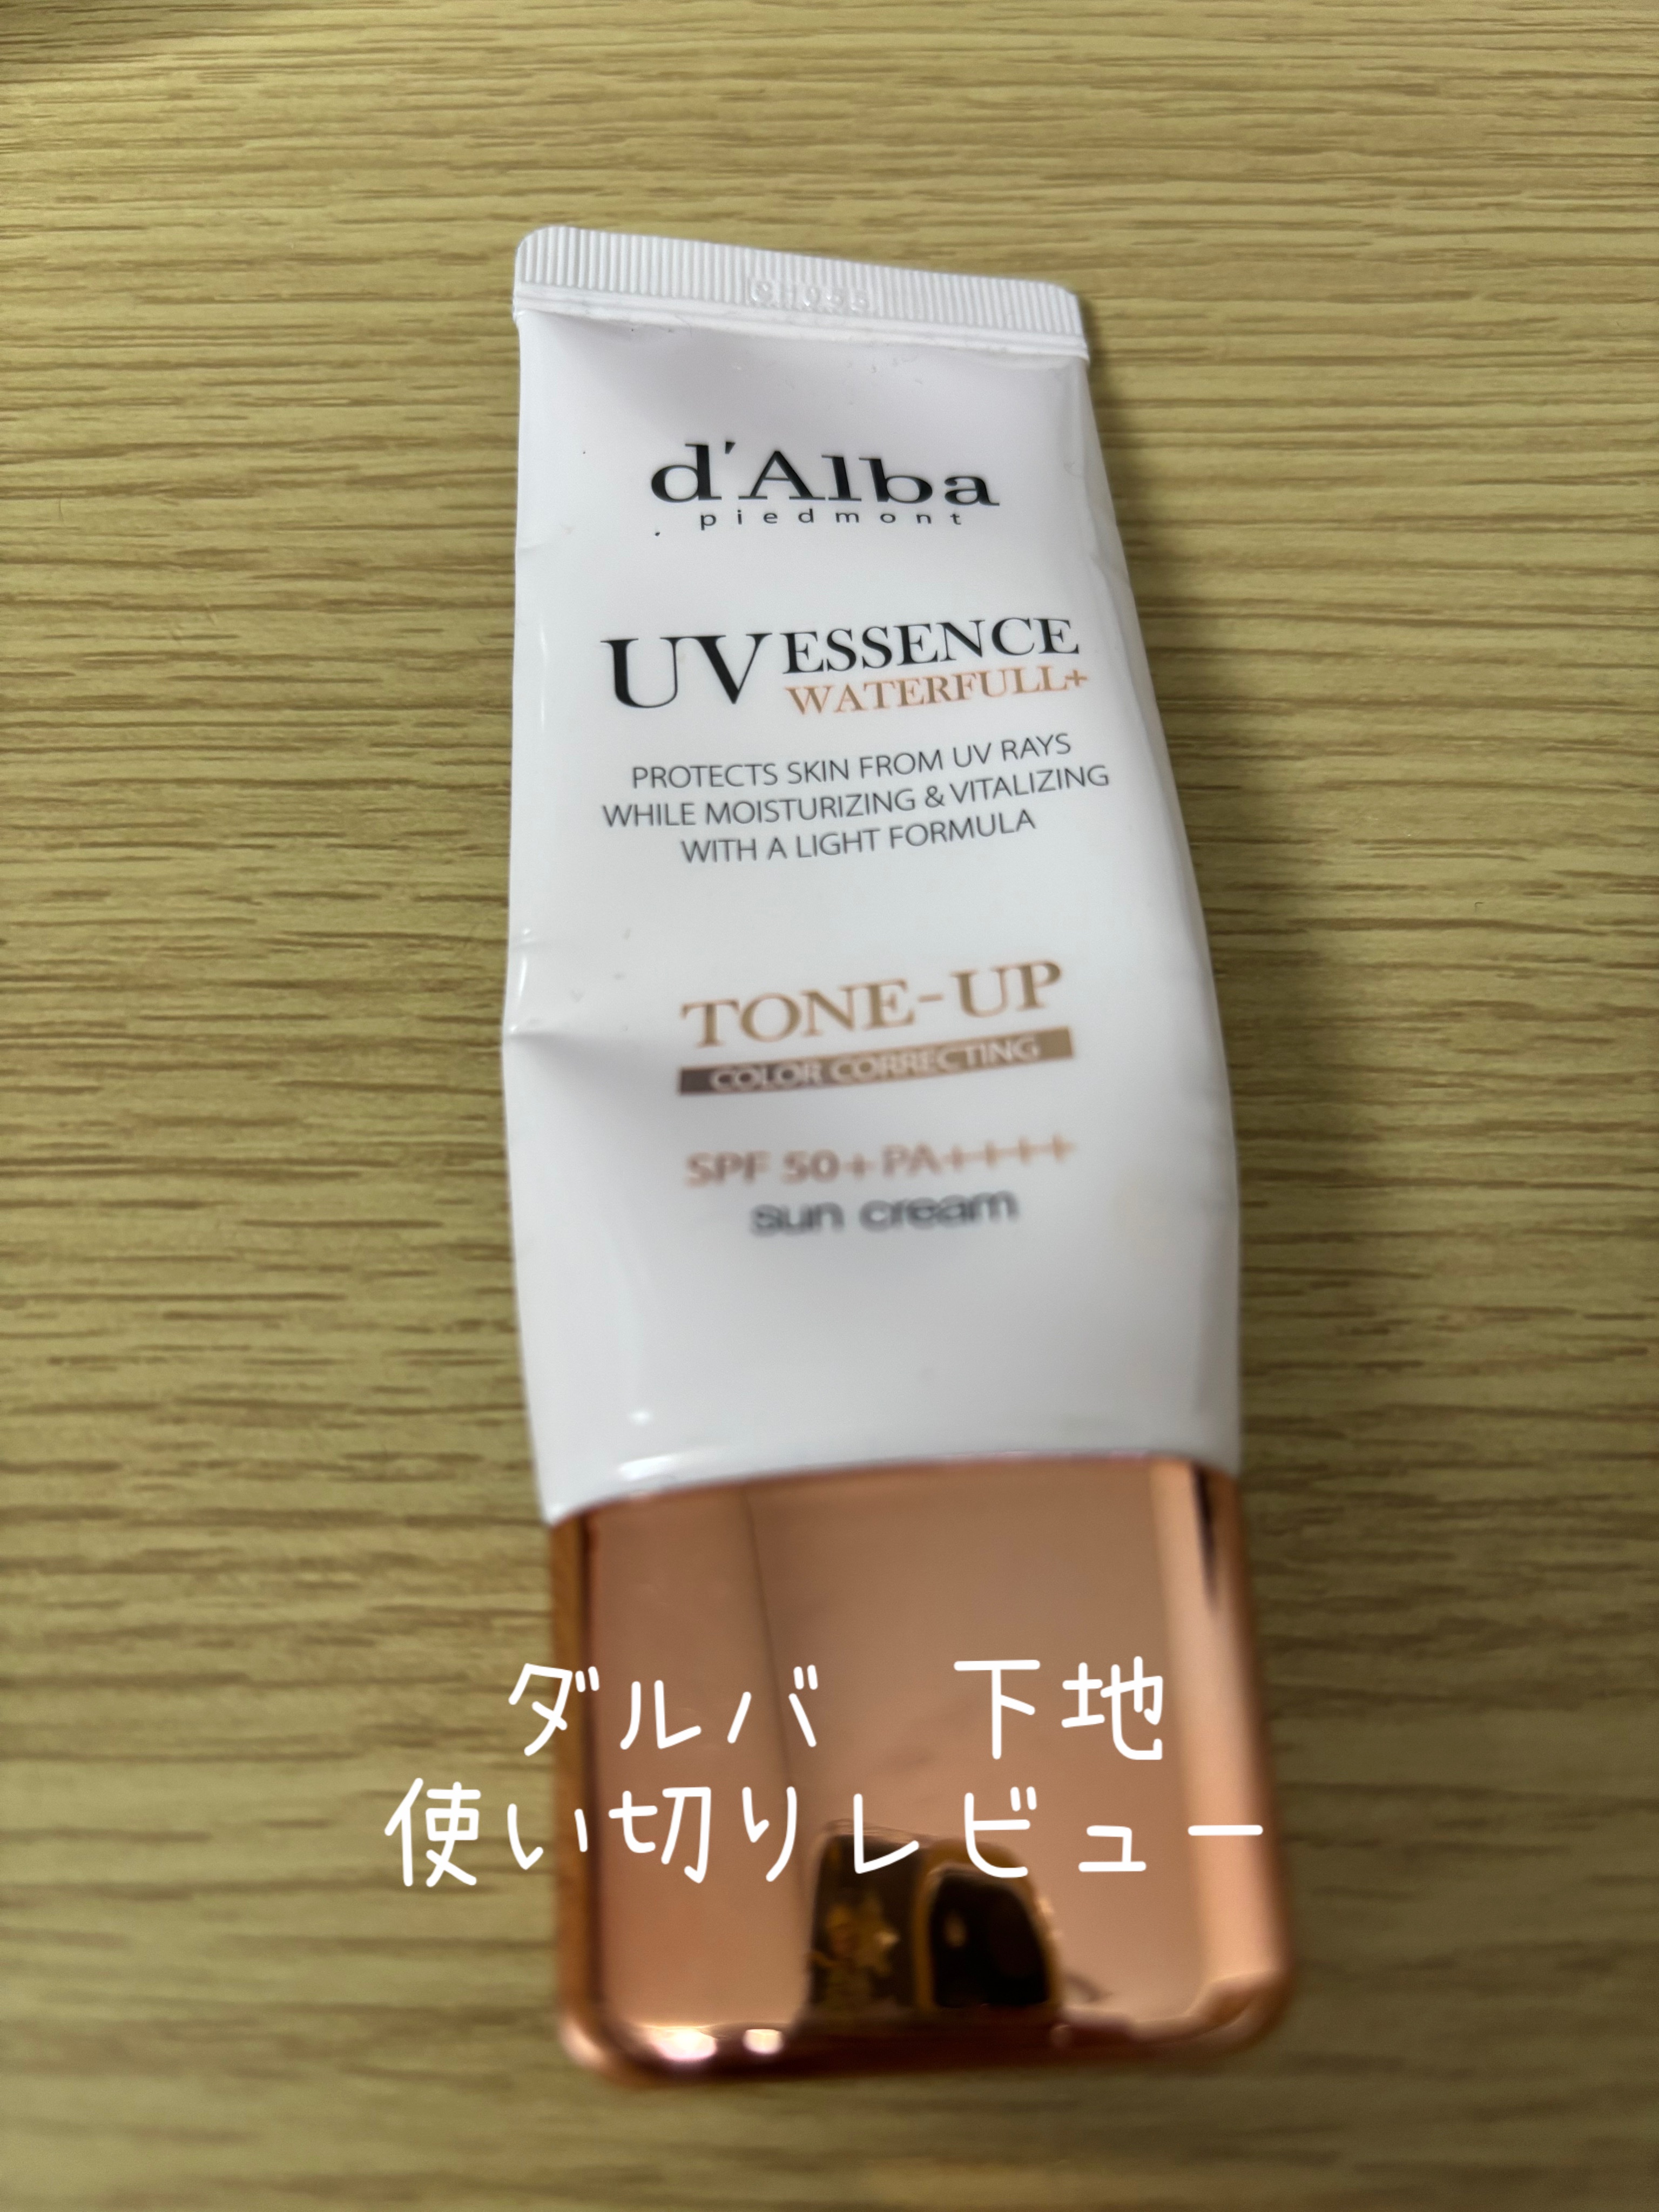 d'Alba
piedmont
UV ESSENCE
WATERFULL+
PROTECTS SKIN FROM UV RAYS
WHILE MOISTURIZING & VITALIZING
WITH A LIGHT FORMULA
TONE-UP
COLOR CORRECTING
SPF 50+ PA++++
sun cream
ダルバ　下地
使い切りレビュー